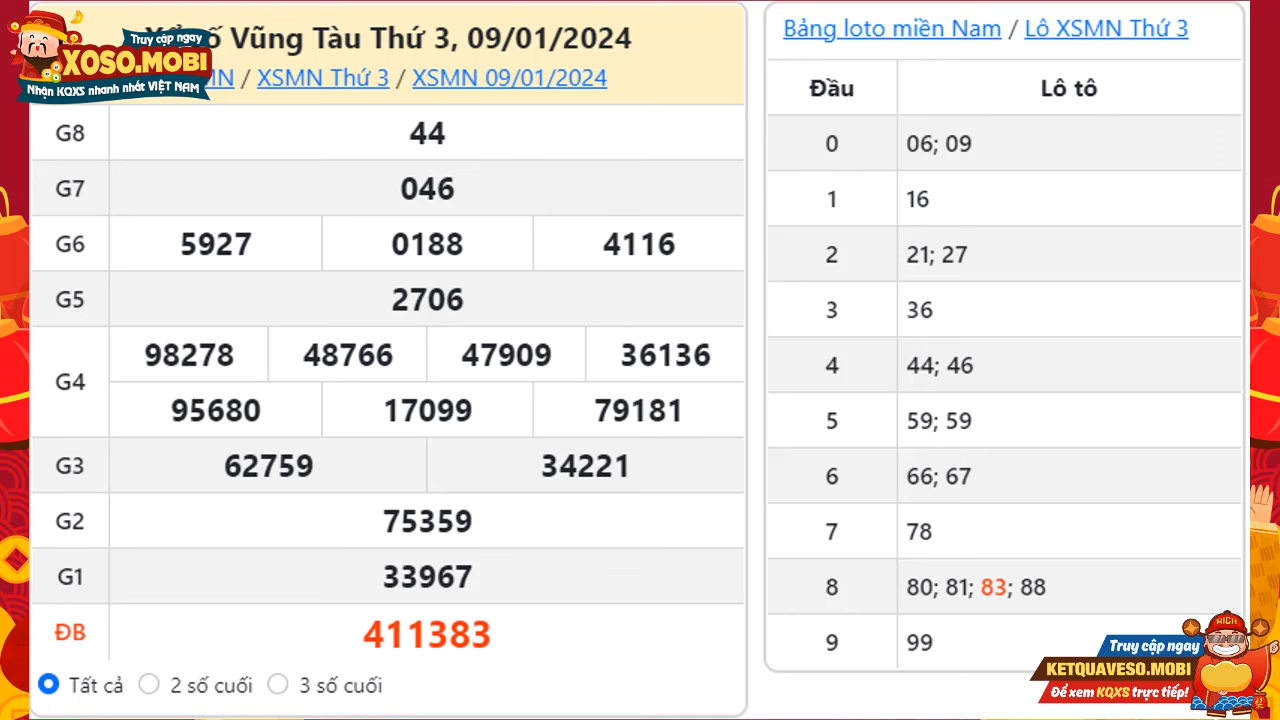 Truy cập ngay
XOSO.MOBI
Nhận KQXS nhanh nhất VIỆT NAM
Vũng Tàu Thứ 3, 09/01/2024
/ XSMN Thứ 3 / XSMN 09/01/2024
G8 44
G7 046
G6 5927 0188 4116
G5 2706
G4 98278 48766 47909 36136
95680 17099 79181
G3 62759 34221
G2 75359
G1 33967
ĐB 411383
Tất cả 2 số cuối 3 số cuối
Bảng loto miền Nam / Lô XSMN Thứ 3
Đầu Lô tô
0 06; 09
1 16
2 21; 27
3 36
4 44; 46
5 59; 59
6 66; 67
7 78
8 80; 81; 83; 88
9 99
RICH
Truy cập ngay
KETQUAVESO.MOBI
Để xem KQXS trực tiếp!